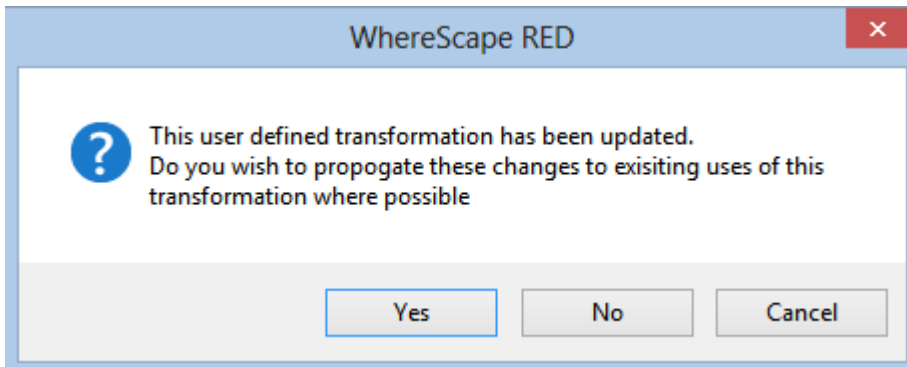 WhereScape RED
This user defined transformation has been updated.
Do you wish to propogate these changes to exisiting uses of this
transformation where possible
Yes No Cancel